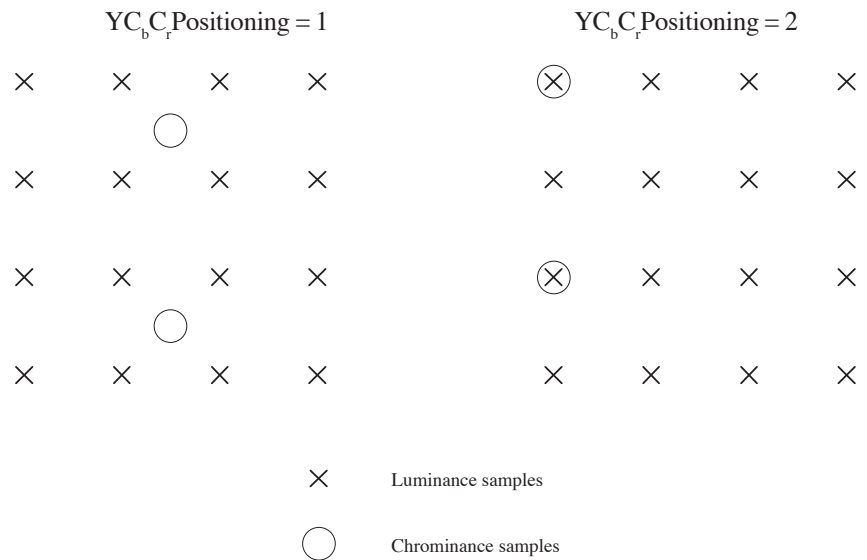 YCbCrPositioning = 1
YCbCrPositioning = 2
Luminance samples
Chrominance samples